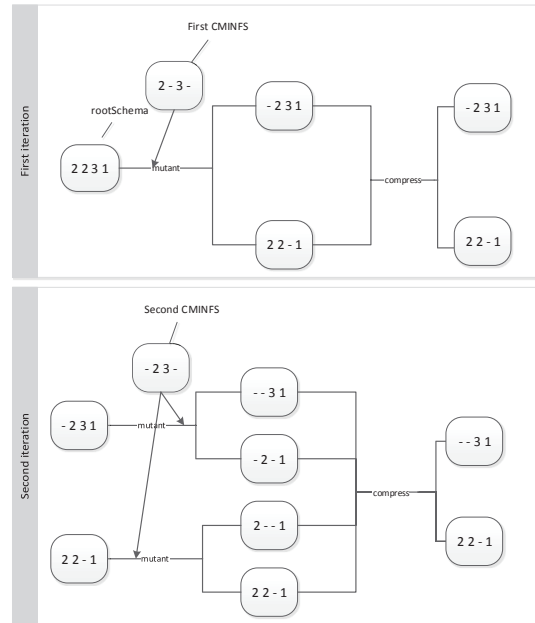 First iteration
First CMINFS
2 - 3 -
rootSchema
2 2 3 1
mutant
- 2 3 1
2 2 - 1
compress
- 2 3 1
2 2 - 1
Second iteration
Second CMINFS
- 2 3 -
- 2 3 1
mutant
- - 3 1
- 2 - 1
2 2 - 1
mutant
2 - - 1
2 2 - 1
compress
- - 3 1
2 2 - 1